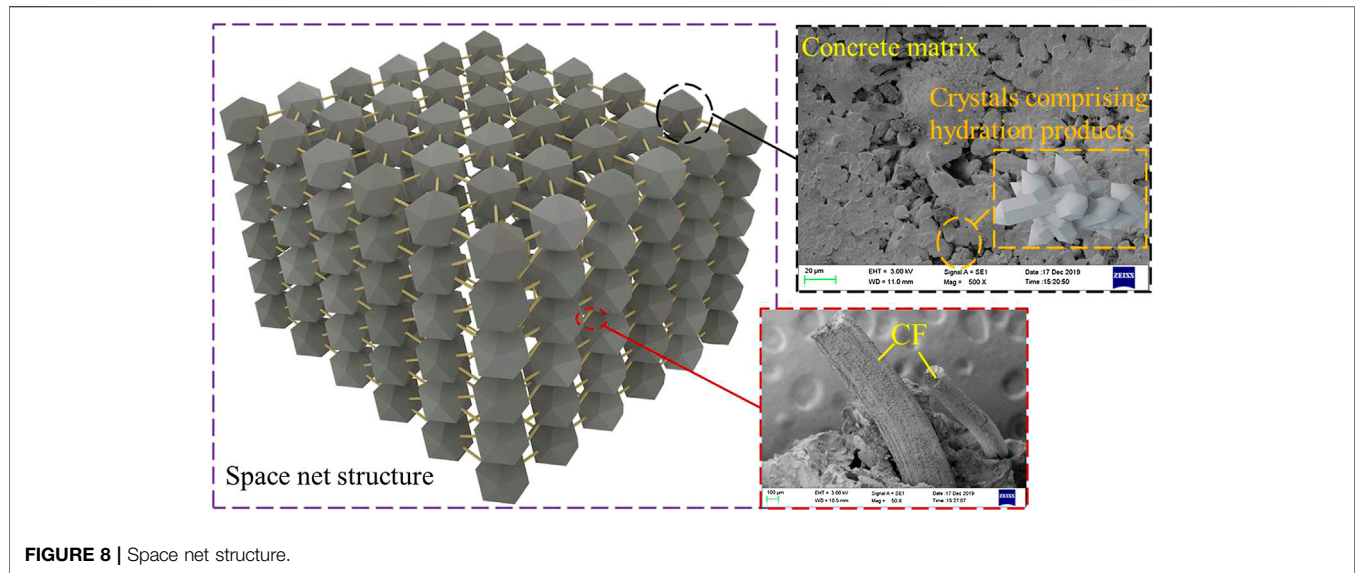 Concrete matrix
Crystals comprising
hydration products
20 µm
EHT = 3.00 kV
WD = 11.0 mm
Signal A = SE1
Mag = 500 X
Date :17 Dec 2019
Time :15:20:50
ZEISS
CF
100 µm
EHT = 3.00 kV
WD = 10.5 mm
Signal A = SE1
Mag = 50 X
Date :17 Dec 2019
Time :15:27:07
ZEISS
Space net structure
FIGURE 8 | Space net structure.